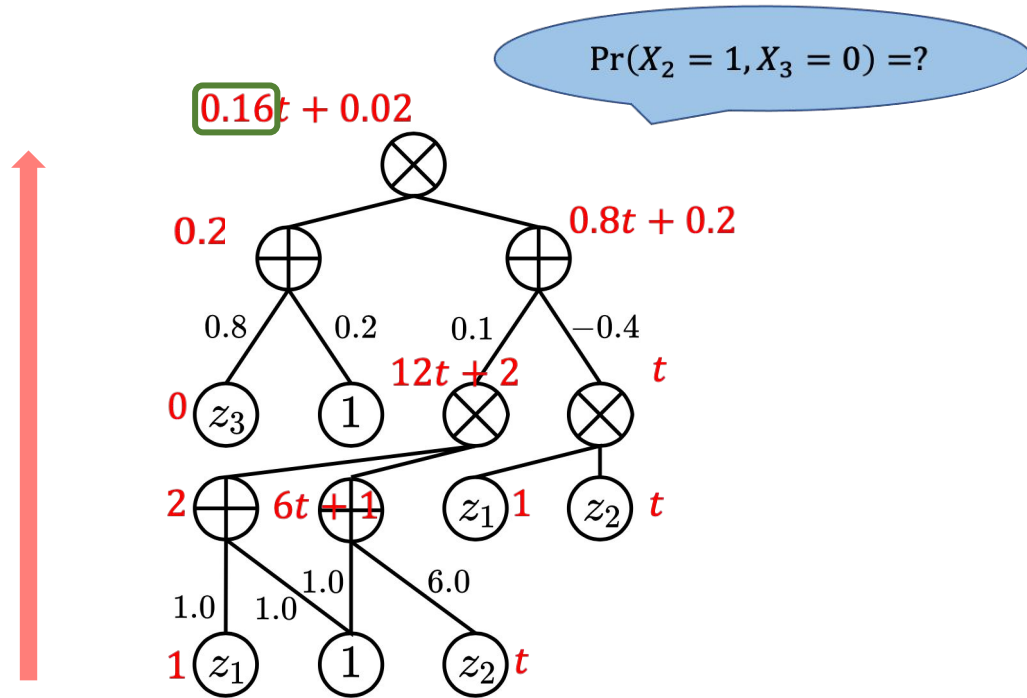 Pr(X₂ = 1, X₃ = 0) =?
0.16t + 0.02
0.2
0.8t + 0.2
0.8
0.2
0.1
−0.4
12t + 2
t
0
z₃
1
2
6t + 1
z₁
1
z₂
t
1.0
1.0
1.0
6.0
1
z₁
1
z₂
t